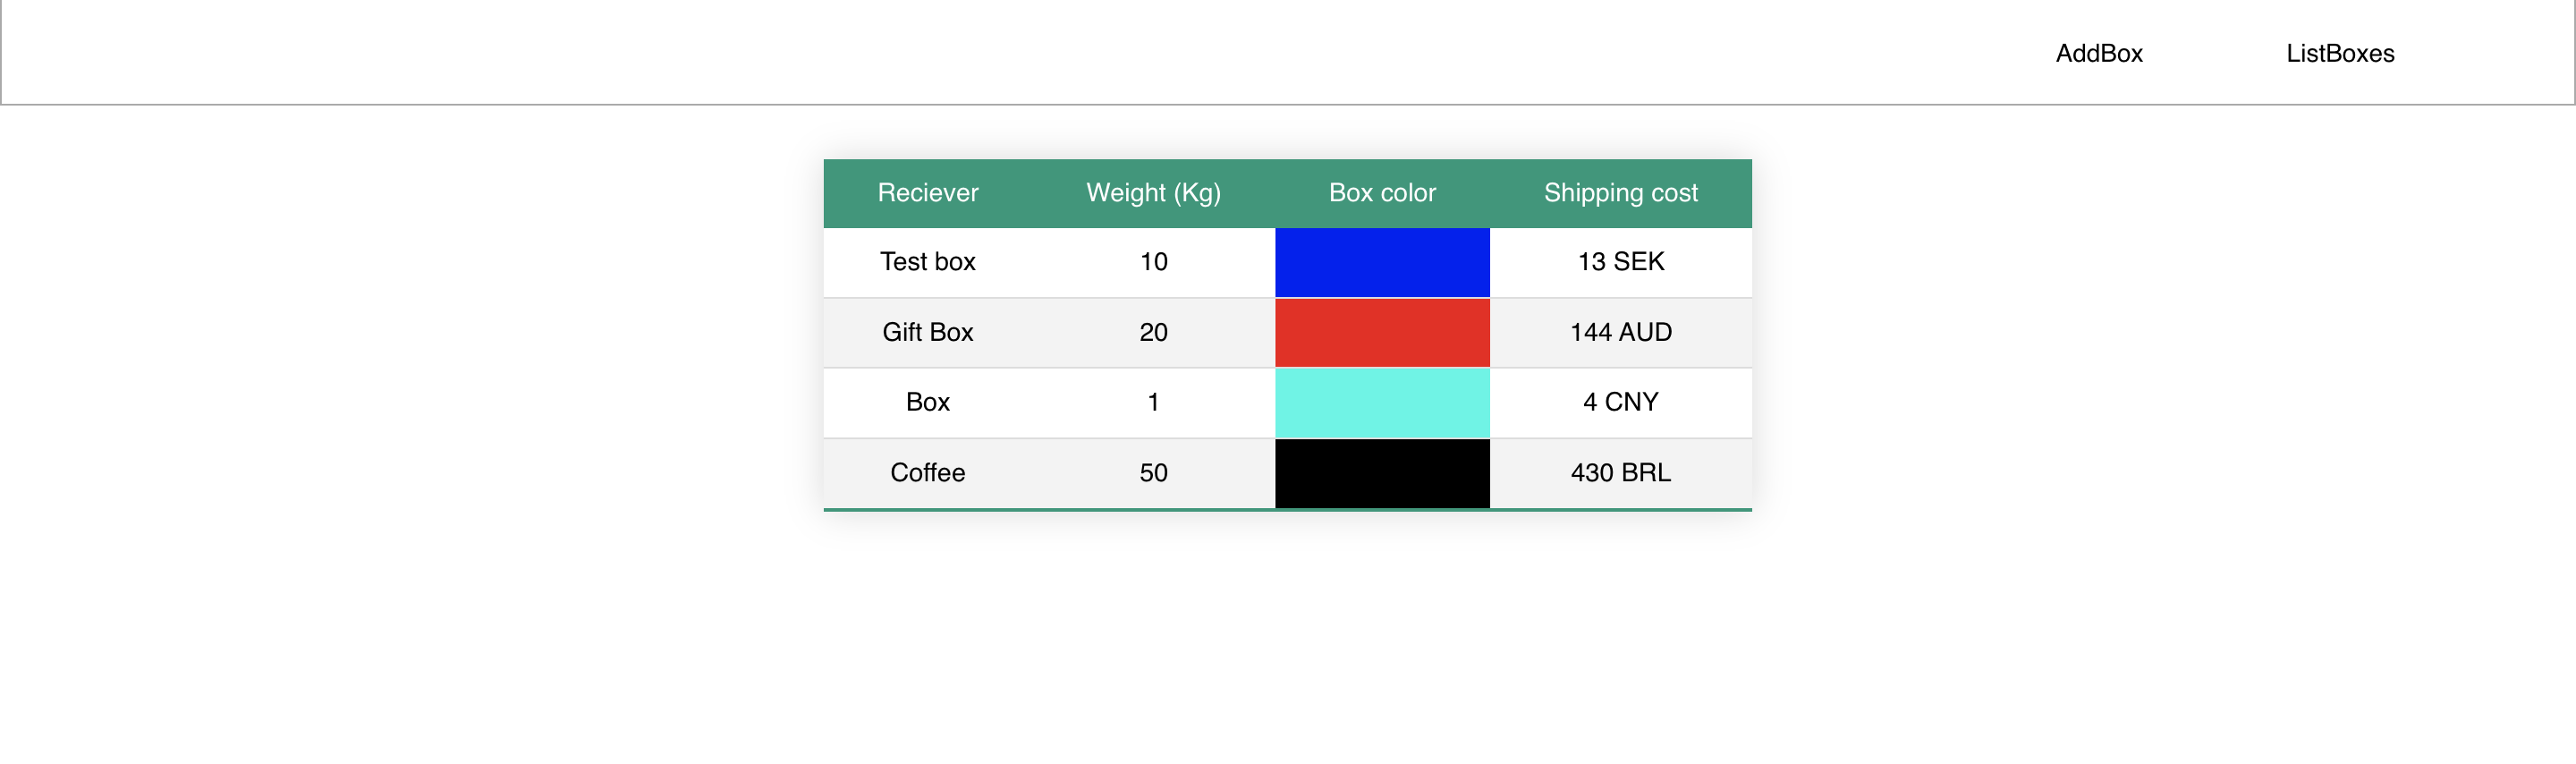 AddBox ListBoxes
Reciever Weight (Kg) Box color Shipping cost
Test box 10 13 SEK
Gift Box 20 144 AUD
Box 1 4 CNY
Coffee 50 430 BRL